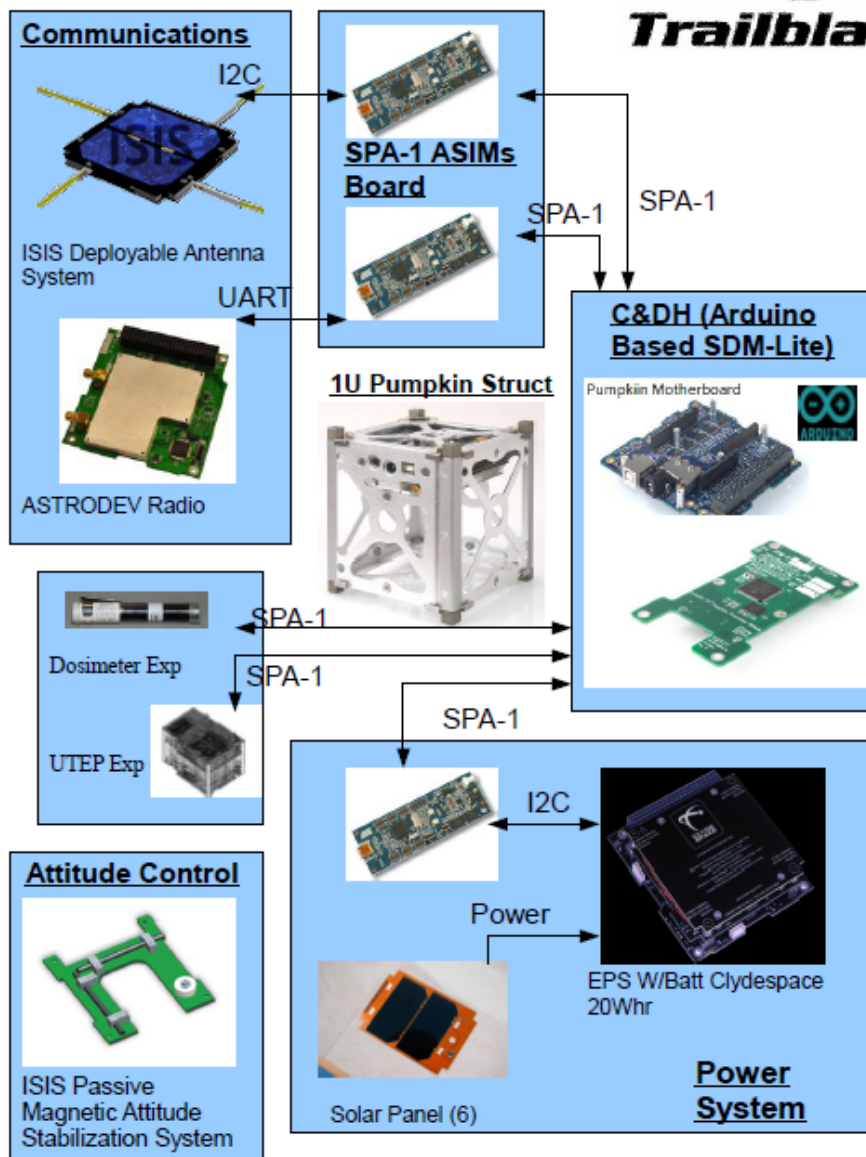 Trailbla
Communications
I2C
ISIS
ISIS Deployable Antenna
System
UART
ASTRODEV Radio
SPA-1 ASIMs
Board
SPA-1
SPA-1
C&DH (Arduino
Based SDM-Lite)
Pumpkiin Motherboard
ARDUINO
1U Pumpkin Struct
SPA-1
Dosimeter Exp
SPA-1
UTEP Exp
SPA-1
I2C
Power
EPS W/Batt Clydespace
20Whr
Solar Panel (6)
Power
System
Attitude Control
ISIS Passive
Magnetic Attitude
Stabilization System